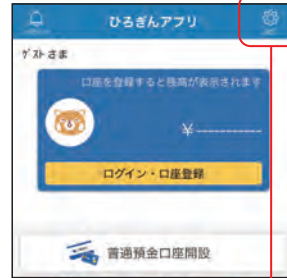 ひろぎんアプリ
ゲストさま
口座を登録すると残高が表示されます
¥----------
ログイン・口座登録
普通預金口座開設